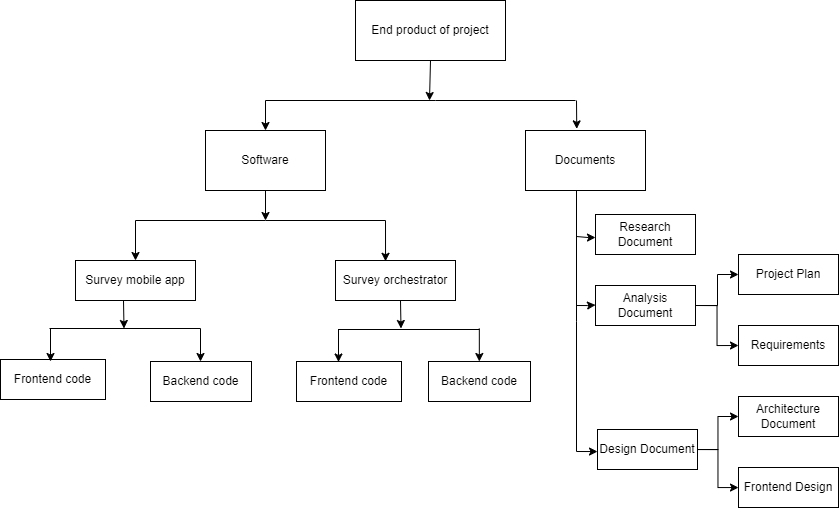 End product of project
Software
Documents
Research
Document
Survey mobile app
Survey orchestrator
Project Plan
Analysis
Document
Requirements
Frontend code
Backend code
Frontend code
Backend code
Architecture
Document
Design Document
Frontend Design